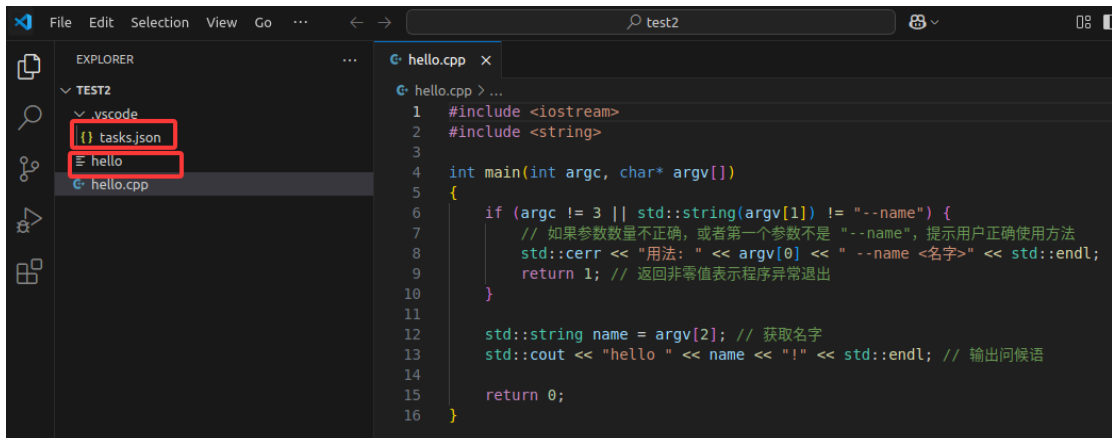 File Edit Selection View Go ··· ← → test2
EXPLORER ···
TEST2
.vscode
{} tasks.json
hello
hello.cpp
hello.cpp ×
hello.cpp > ...
1 #include <iostream>
2 #include <string>
3
4 int main(int argc, char* argv[])
5 {
6 if (argc != 3 || std::string(argv[1]) != "--name") {
7 // 如果参数数量不正确，或者第一个参数不是 "--name"，提示用户正确使用方法
8 std::cerr << "用法: " << argv[0] << " --name <名字>" << std::endl;
9 return 1; // 返回非零值表示程序异常退出
10 }
11
12 std::string name = argv[2]; // 获取名字
13 std::cout << "hello " << name << "!" << std::endl; // 输出问候语
14
15 return 0;
16 }